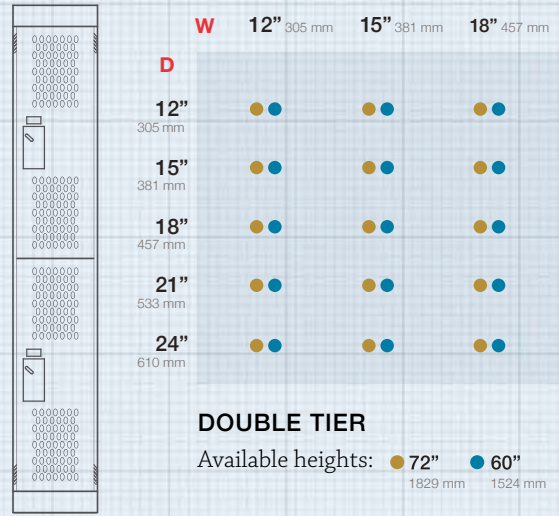 W 12” 305 mm 15” 381 mm 18” 457 mm
D
12”
305 mm
15”
381 mm
18”
457 mm
21”
533 mm
24”
610 mm
DOUBLE TIER
Available heights: 72” 60”
1829 mm 1524 mm